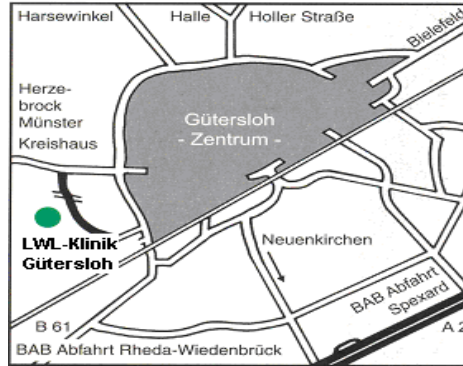 Harsewinkel
Halle
Holler Straße
Bielefeld
Herze-
brock
Münster
Kreishaus
Gütersloh
- Zentrum -
LWL-Klinik
Gütersloh
Neuenkirchen
BAB Abfahrt
Spexard
B 61
A 2
BAB Abfahrt Rheda-Wiedenbrück